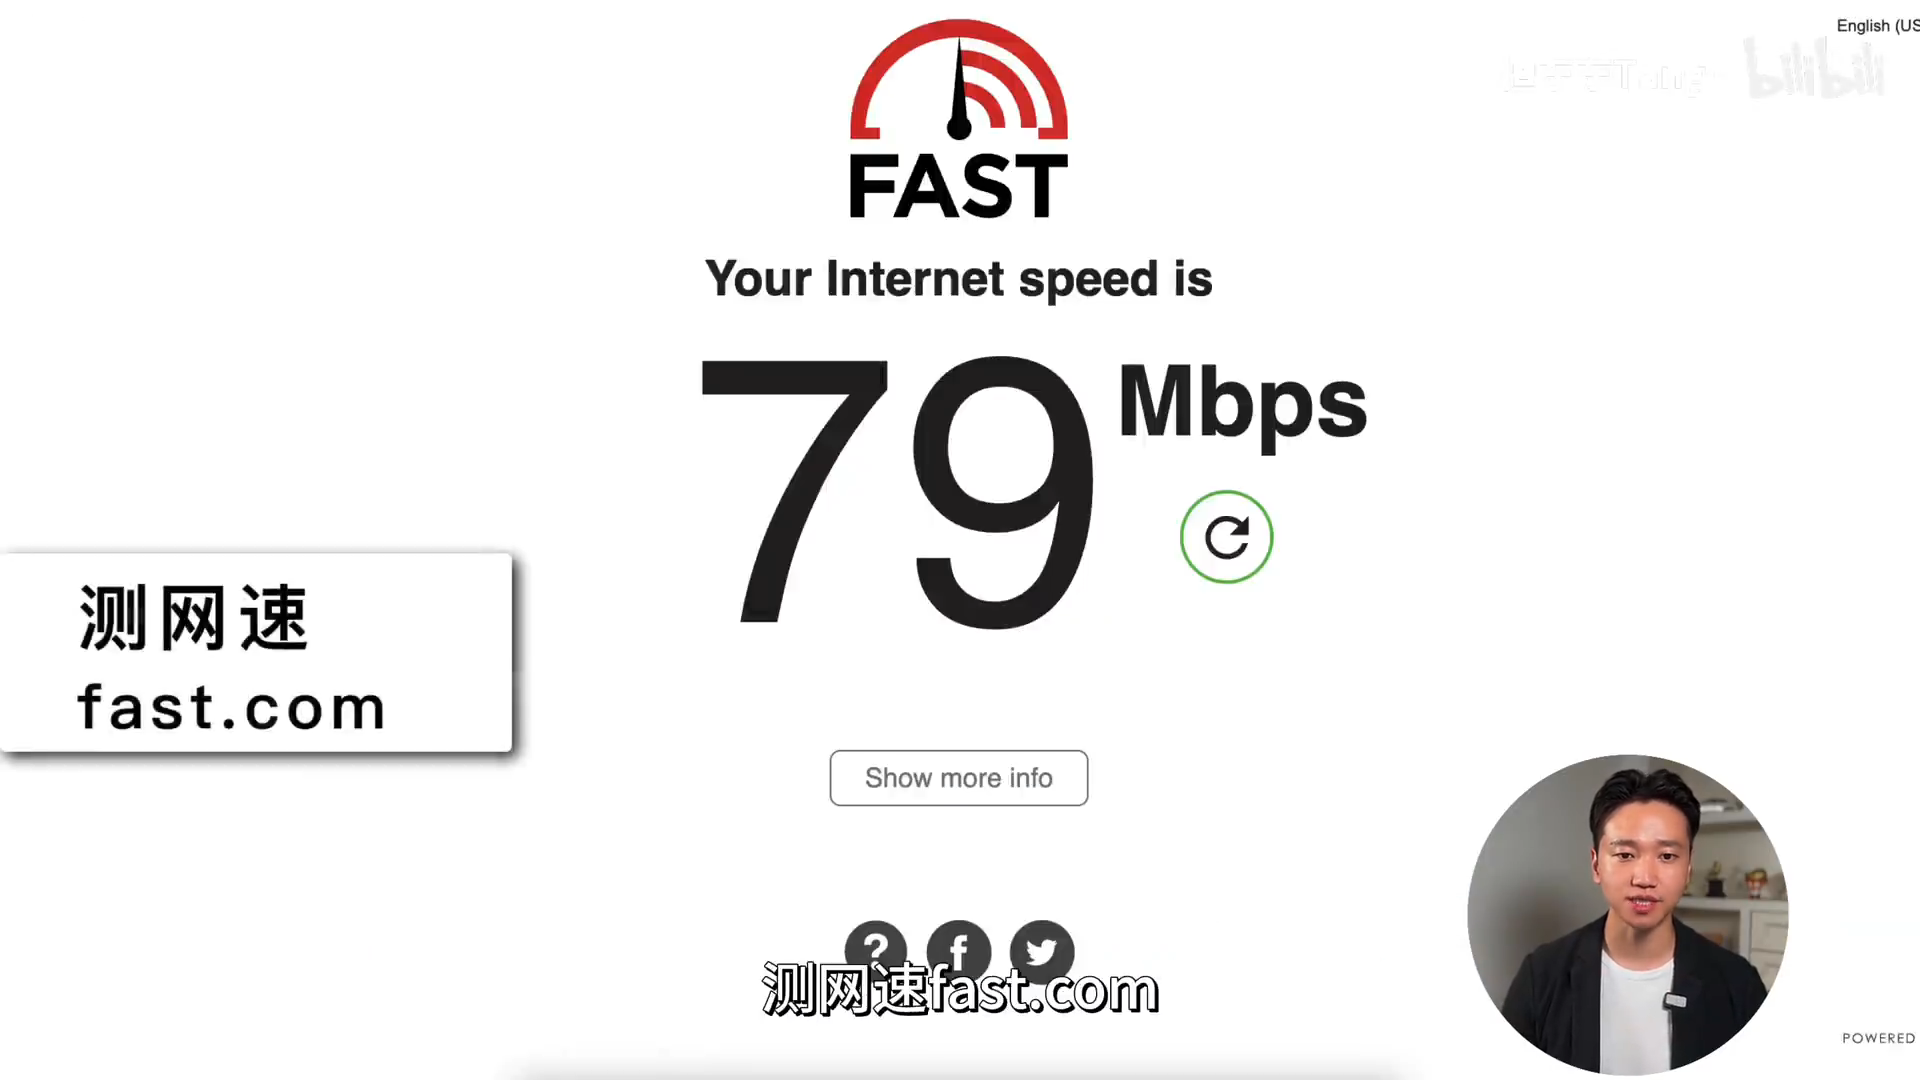 English (US
bilibili
FAST
Your Internet speed is
79 Mbps
测网速
fast.com
Show more info
测网速fast.com
POWERED